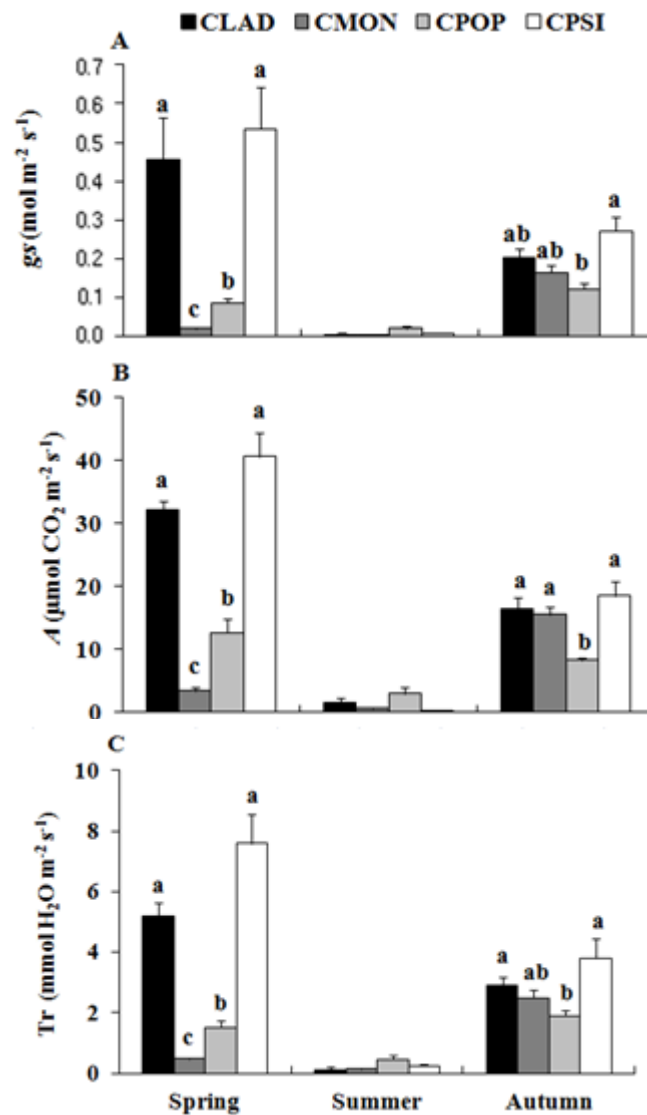 CLAD CMON CPOP CPSI
A
gs (mol m-2 s-1)
0.7
0.6
0.5
0.4
0.3
0.2
0.1
0.0
a
c
b
a
ab
ab
b
a
B
A (µmol CO2 m-2 s-1)
50
40
30
20
10
0
a
c
b
a
a
a
b
a
C
Tr (mmol H2O m-2 s-1)
10
8
6
4
2
0
a
c
b
a
a
ab
b
a
Spring Summer Autumn